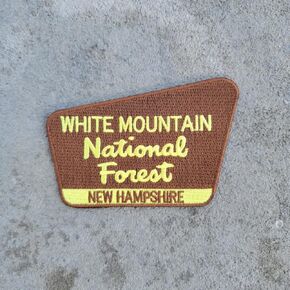 WHITE MOUNTAIN
National
Forest
NEW HAMPSHIRE